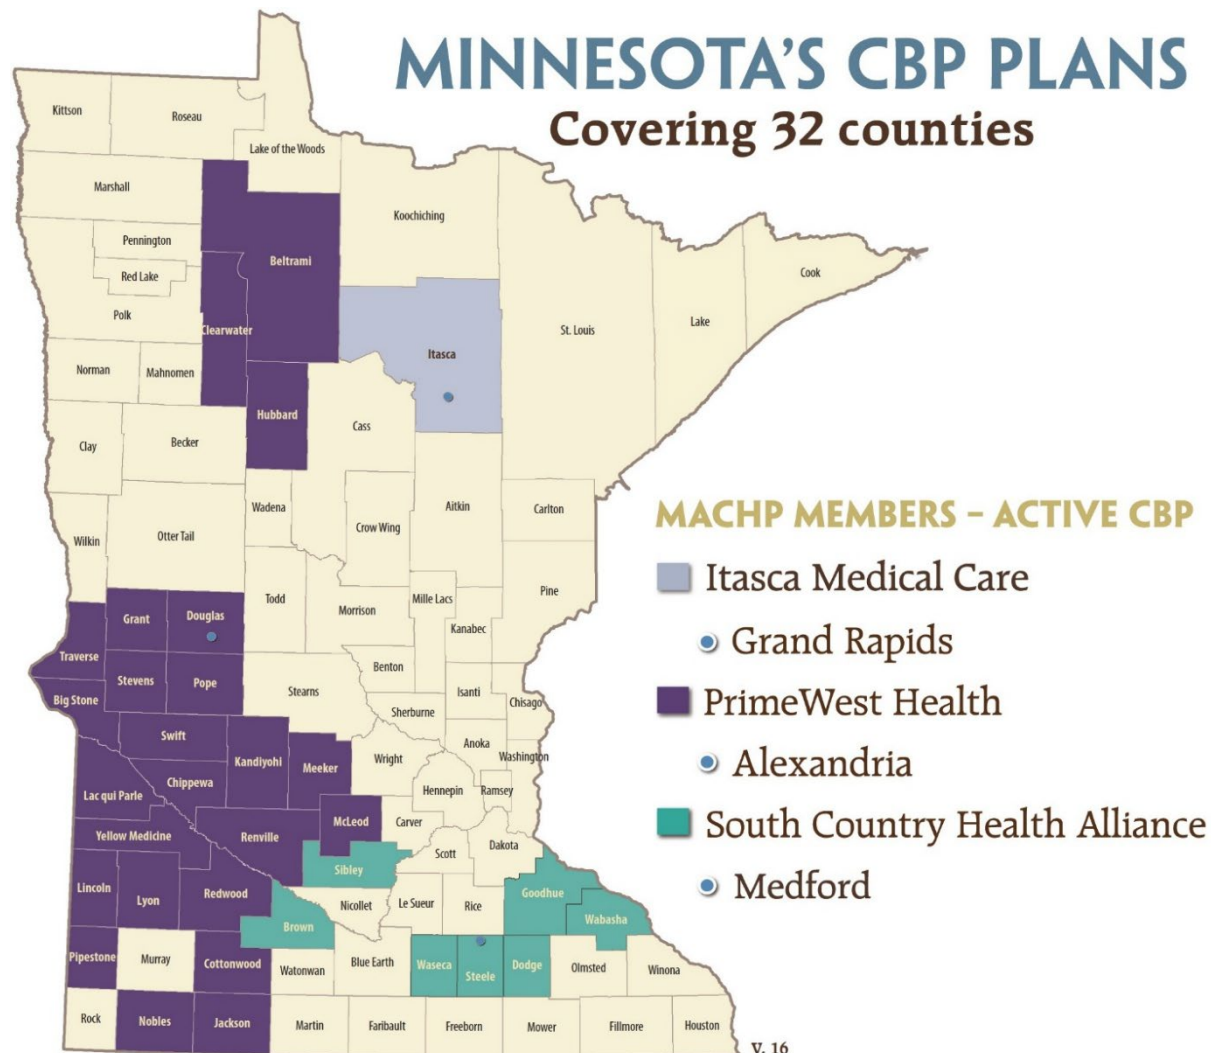 MINNESOTA'S CBP PLANS
Covering 32 counties
Kittson
Roseau
Lake of the Woods
Marshall
Koochiching
Pennington
Beltrami
Red Lake
Cook
Polk
Clearwater
St. Louis
Lake
Itasca
Norman
Mahnomen
Hubbard
Cass
Clay
Becker
Wadena
Aitkin
Carlton
Crow Wing
Wilkin
Otter Tail
MACHP MEMBERS – ACTIVE CBP
Itasca Medical Care
Grand Rapids
PrimeWest Health
Alexandria
South Country Health Alliance
Medford
Pine
Todd
Mille Lacs
Morrison
Grant
Douglas
Kanabec
Traverse
Benton
Stevens
Pope
Stearns
Isanti
Big Stone
Chisago
Sherburne
Swift
Anoka
Kandiyohi
Meeker
Wright
Washington
Chippewa
Hennepin
Ramsey
Lac qui Parle
McLeod
Carver
Yellow Medicine
Renville
Dakota
Scott
Sibley
Lincoln
Lyon
Redwood
Nicollet
Le Sueur
Rice
Goodhue
Brown
Wabasha
Pipestone
Murray
Cottonwood
Watonwan
Blue Earth
Waseca
Steele
Dodge
Olmsted
Winona
Rock
Nobles
Jackson
Martin
Faribault
Freeborn
Mower
Fillmore
Houston
v. 16